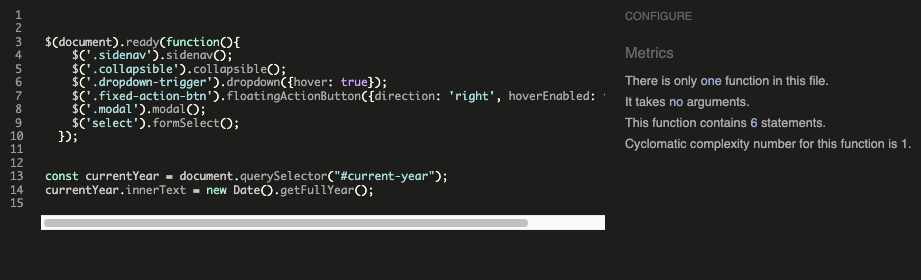 1
2
3 $(document).ready(function(){
4 $('.sidenav').sidenav();
5 $('.collapsible').collapsible();
6 $('.dropdown-trigger').dropdown({hover: true});
7 $('.fixed-action-btn').floatingActionButton({direction: 'right', hoverEnabled:
8 $('.modal').modal();
9 $('select').formSelect();
10 });
11
12
13 const currentYear = document.querySelector("#current-year");
14 currentYear.innerText = new Date().getFullYear();
15
CONFIGURE
Metrics
There is only one function in this file.
It takes no arguments.
This function contains 6 statements.
Cyclomatic complexity number for this function is 1.